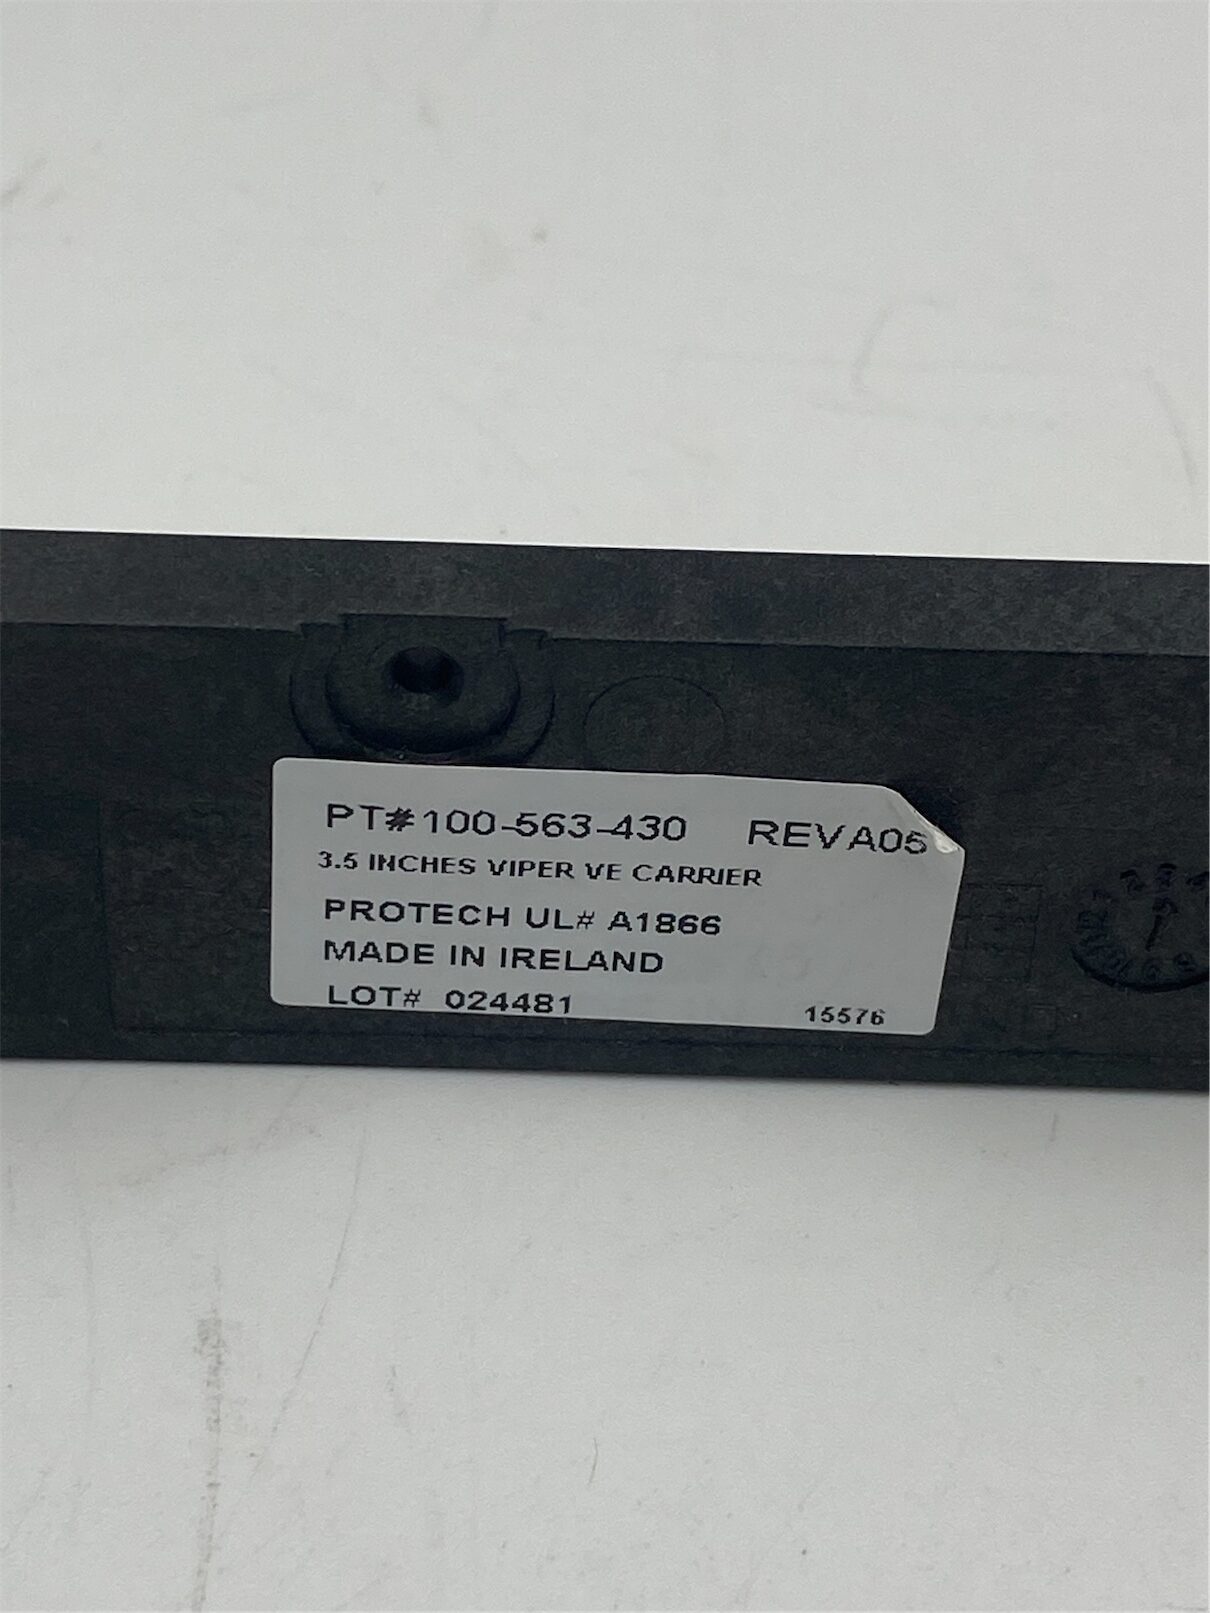 PT#100-563-430 REVA05
3.5 INCHES VIPER VE CARRIER
PROTECH UL# A1866
MADE IN IRELAND
LOT# 024481 15576